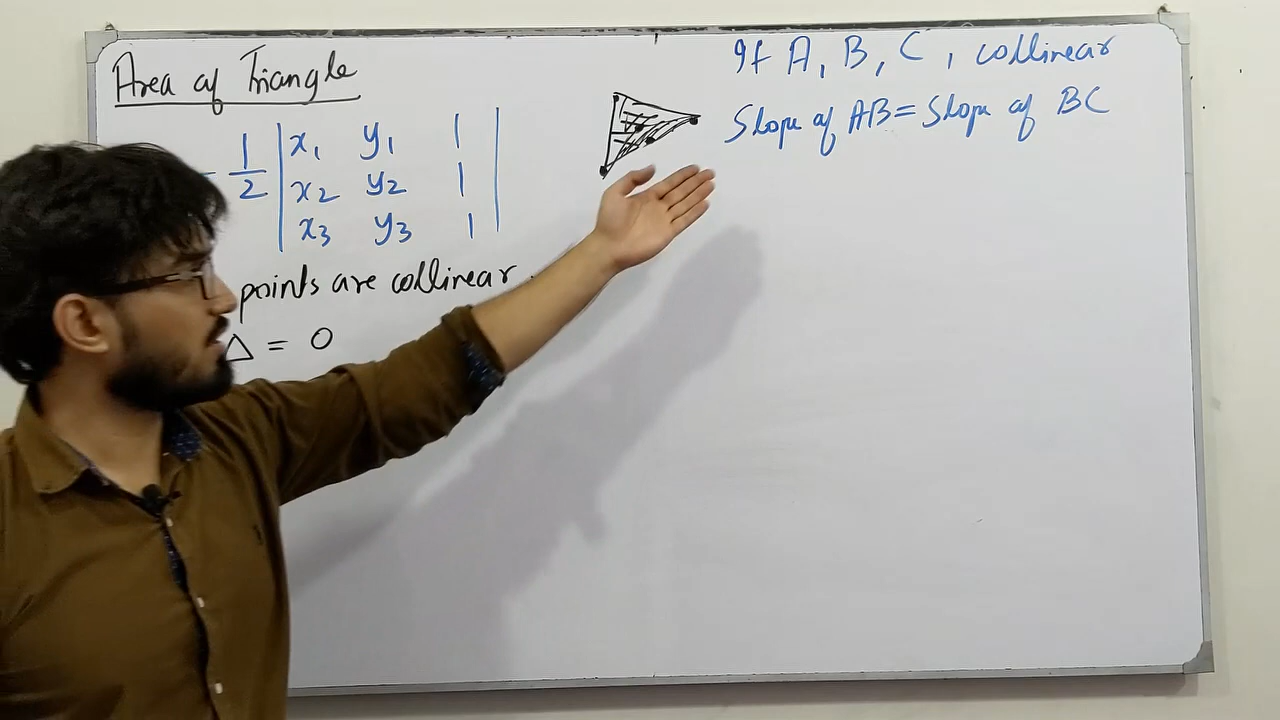 Area of Triangle
1/2 | x₁ y₁ 1 |
x₂ y₂ 1
x₃ y₃ 1
points are collinear.
Δ = 0
If A, B, C, collinear
Slope of AB = Slope of BC